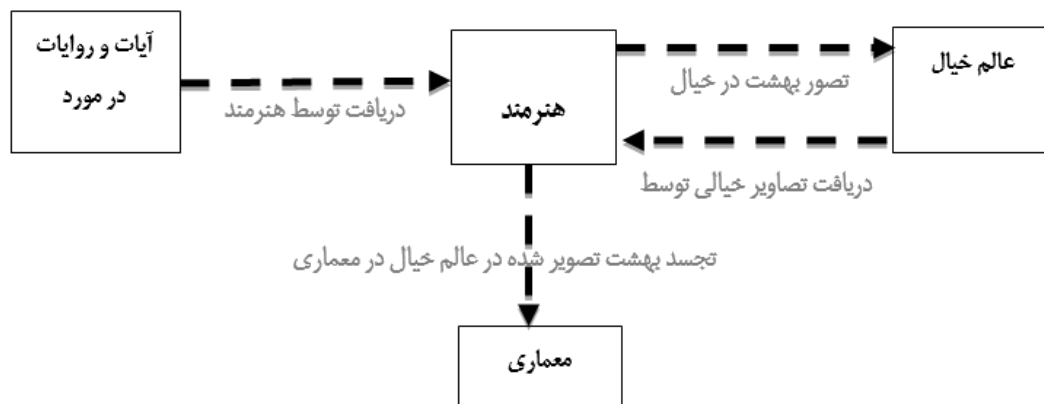 آیات و روایات
در مورد
دریافت توسط هنرمند
هنرمند
تصور بهشت در خیال
عالم خیال
دریافت تصاویر خیالی توسط
تجسد بهشت تصویر شده در عالم خیال در معماری
معماری